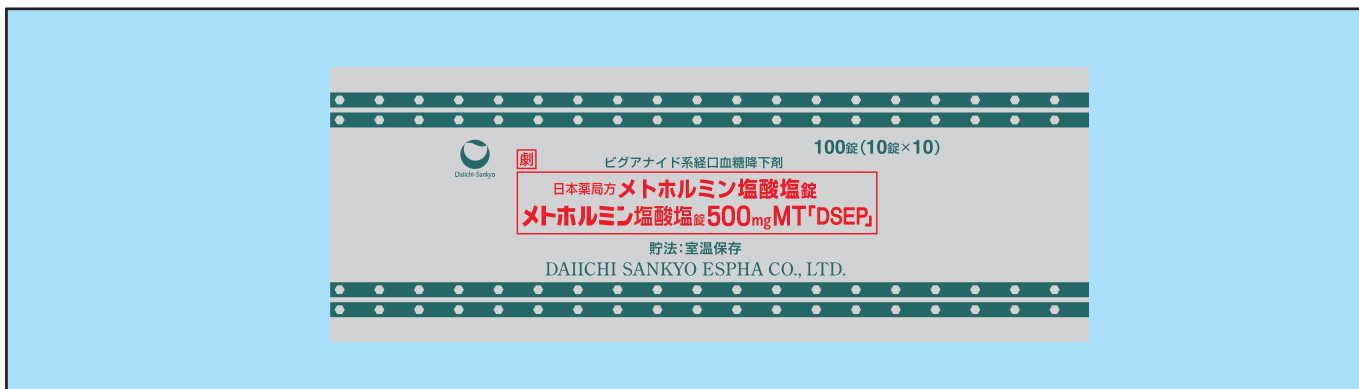 100錠(10錠×10)
Daiichi-Sankyo
劇 ビグアナイド系経口血糖降下剤
日本薬局方 メトホルミン塩酸塩錠
メトホルミン塩酸塩錠500mgMT「DSEP」
貯法:室温保存
DAIICHI SANKYO ESPHA CO., LTD.